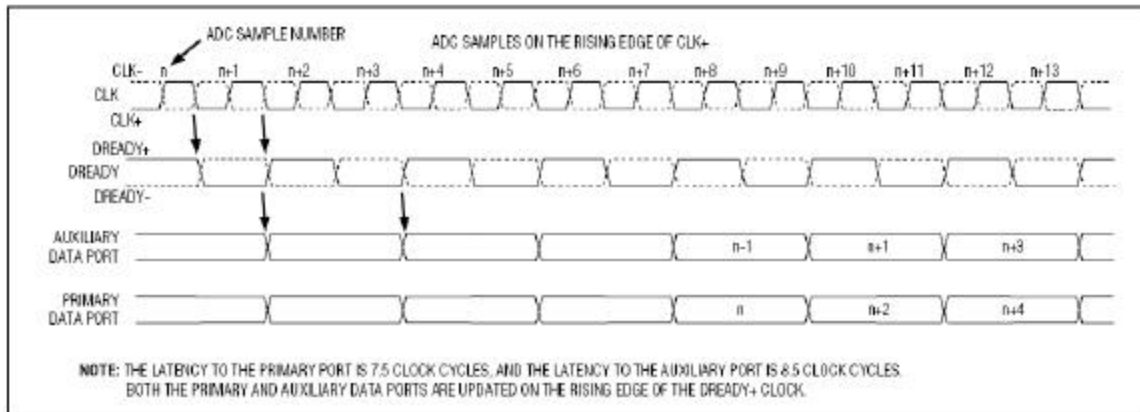 ADC SAMPLE NUMBER
ADC SAMPLES ON THE RISING EDGE OF CLK+
CLK- n n+1 n+2 n+3 n+4 n+5 n+6 n+7 n+8 n+9 n+10 n+11 n+12 n+13
CLK
CLK+
DREADY+
DREADY
DREADY-
AUXILIARY
DATA PORT
n-1 n+1 n+3
PRIMARY
DATA PORT
n n+2 n+4
NOTE: THE LATENCY TO THE PRIMARY PORT IS 7.5 CLOCK CYCLES, AND THE LATENCY TO THE AUXILIARY PORT IS 8.5 CLOCK CYCLES.
BOTH THE PRIMARY AND AUXILIARY DATA PORTS ARE UPDATED ON THE RISING EDGE OF THE DREADY+ CLOCK.